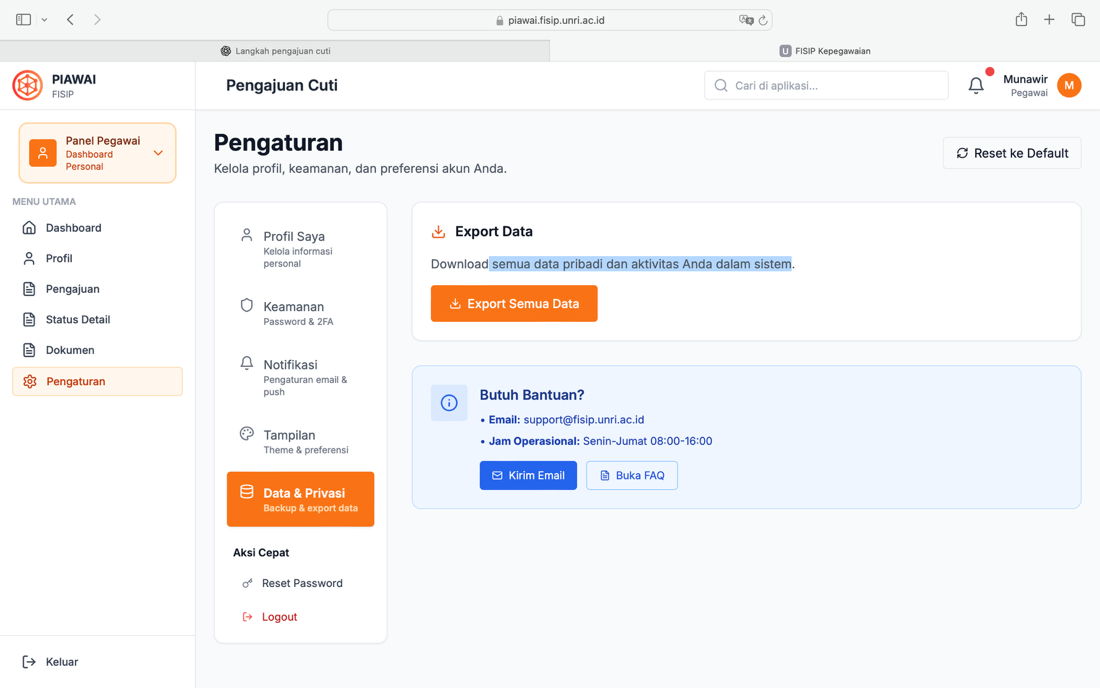 piawai.fisip.unri.ac.id
Langkah pengajuan cuti
U FISIP Kepegawaian
PIAWAI
FISIP
Pengajuan Cuti
Cari di aplikasi...
Munawir
Pegawai
M
Panel Pegawai
Dashboard
Personal
MENU UTAMA
Dashboard
Profil
Pengajuan
Status Detail
Dokumen
Pengaturan
Keluar
Pengaturan
Kelola profil, keamanan, dan preferensi akun Anda.
Reset ke Default
Profil Saya
Kelola informasi
personal
Keamanan
Password & 2FA
Notifikasi
Pengaturan email &
push
Tampilan
Theme & preferensi
Data & Privasi
Backup & export data
Aksi Cepat
Reset Password
Logout
Export Data
Download semua data pribadi dan aktivitas Anda dalam sistem.
Export Semua Data
Butuh Bantuan?
• Email: support@fisip.unri.ac.id
• Jam Operasional: Senin-Jumat 08:00-16:00
Kirim Email
Buka FAQ